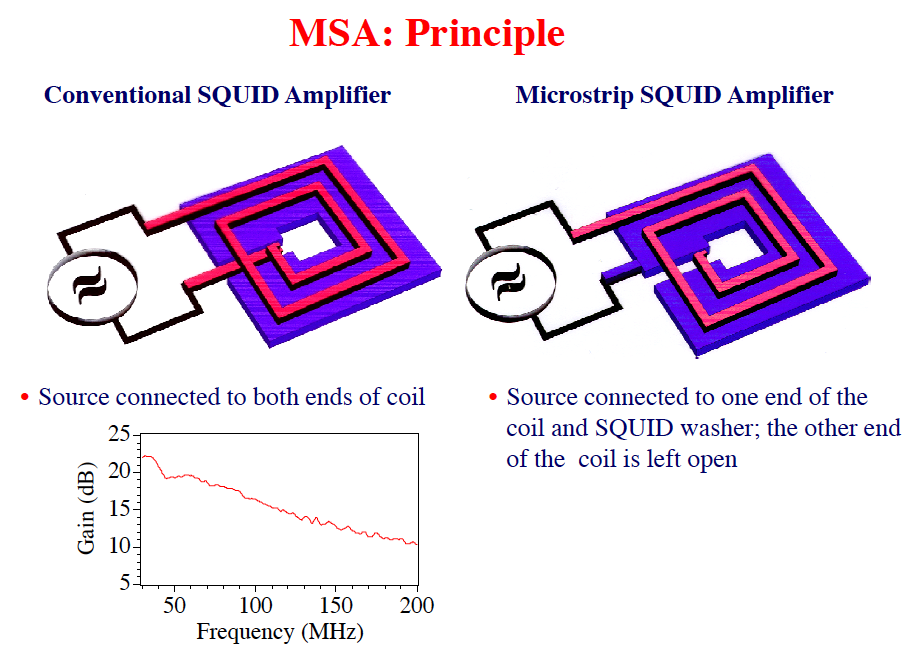 MSA: Principle
Conventional SQUID Amplifier
Microstrip SQUID Amplifier
• Source connected to both ends of coil
• Source connected to one end of the
coil and SQUID washer; the other end
of the coil is left open
25
20
15
10
5
Gain (dB)
50 100 150 200
Frequency (MHz)